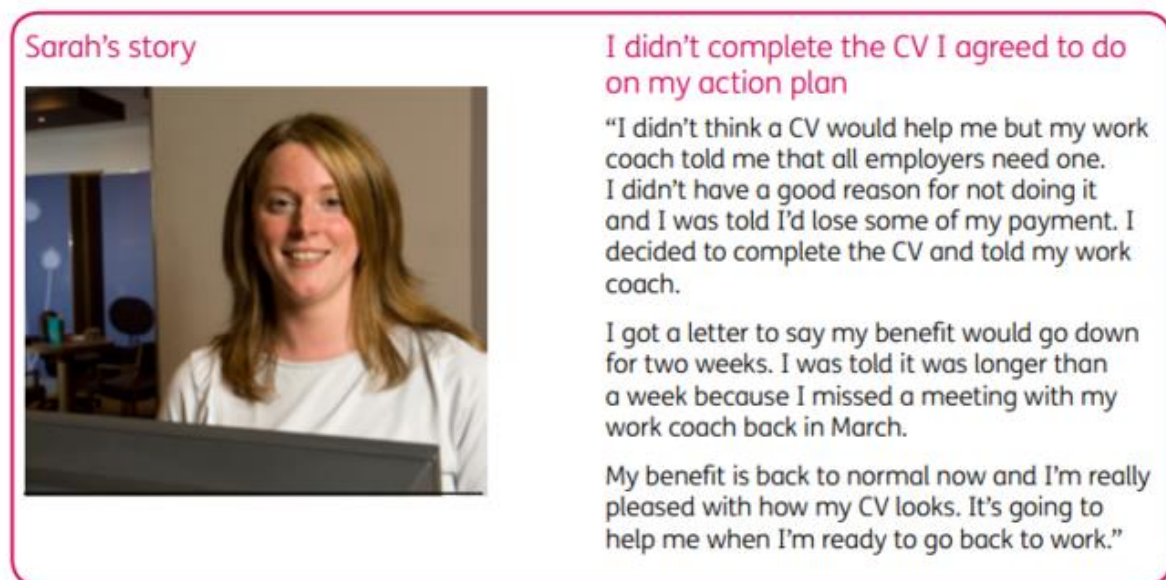 Sarah's story
I didn't complete the CV I agreed to do
on my action plan
“I didn't think a CV would help me but my work
coach told me that all employers need one.
I didn't have a good reason for not doing it
and I was told I'd lose some of my payment. I
decided to complete the CV and told my work
coach.
I got a letter to say my benefit would go down
for two weeks. I was told it was longer than
a week because I missed a meeting with my
work coach back in March.
My benefit is back to normal now and I'm really
pleased with how my CV looks. It's going to
help me when I'm ready to go back to work.”